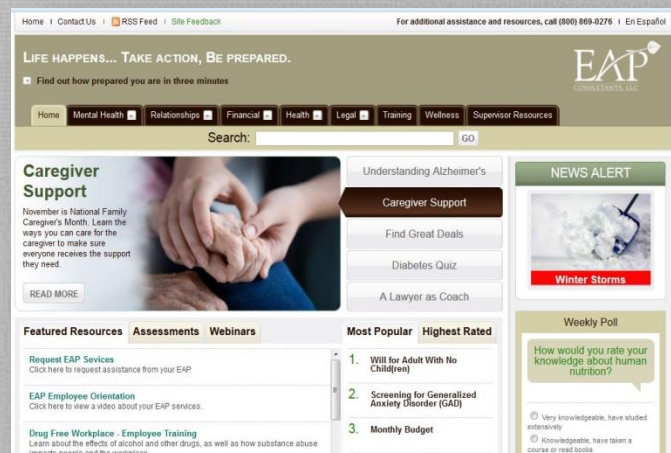 Home | Contact Us | RSS Feed | Site Feedback
For additional assistance and resources, call (800) 869-0276 | En Español
LIFE HAPPENS... TAKE ACTION, BE PREPARED.
Find out how prepared you are in three minutes
EAP
CONSULTANTS, LLC
Home Mental Health Relationships Financial Health Legal Training Wellness Supervisor Resources
Search: GO
Caregiver
Support
November is National Family
Caregiver's Month. Learn the
ways you can care for the
caregiver to make sure
everyone receives the support
they need.
READ MORE
Understanding Alzheimer's
Caregiver Support
Find Great Deals
Diabetes Quiz
A Lawyer as Coach
NEWS ALERT
Winter Storms
Featured Resources Assessments Webinars
Request EAP Sevices
Click here to request assistance from your EAP.
EAP Employee Orientation
Click here to view a video about your EAP services.
Drug Free Workplace - Employee Training
Learn about the effects of alcohol and other drugs, as well as how substance abuse
impacts people and the workplace.
Most Popular Highest Rated
1. Will for Adult With No
Child(ren)
2. Screening for Generalized
Anxiety Disorder (GAD)
3. Monthly Budget
Weekly Poll
How would you rate your
knowledge about human
nutrition?
Very knowledgeable, have studied
extensively
Knowledgeable, have taken a
course or read books